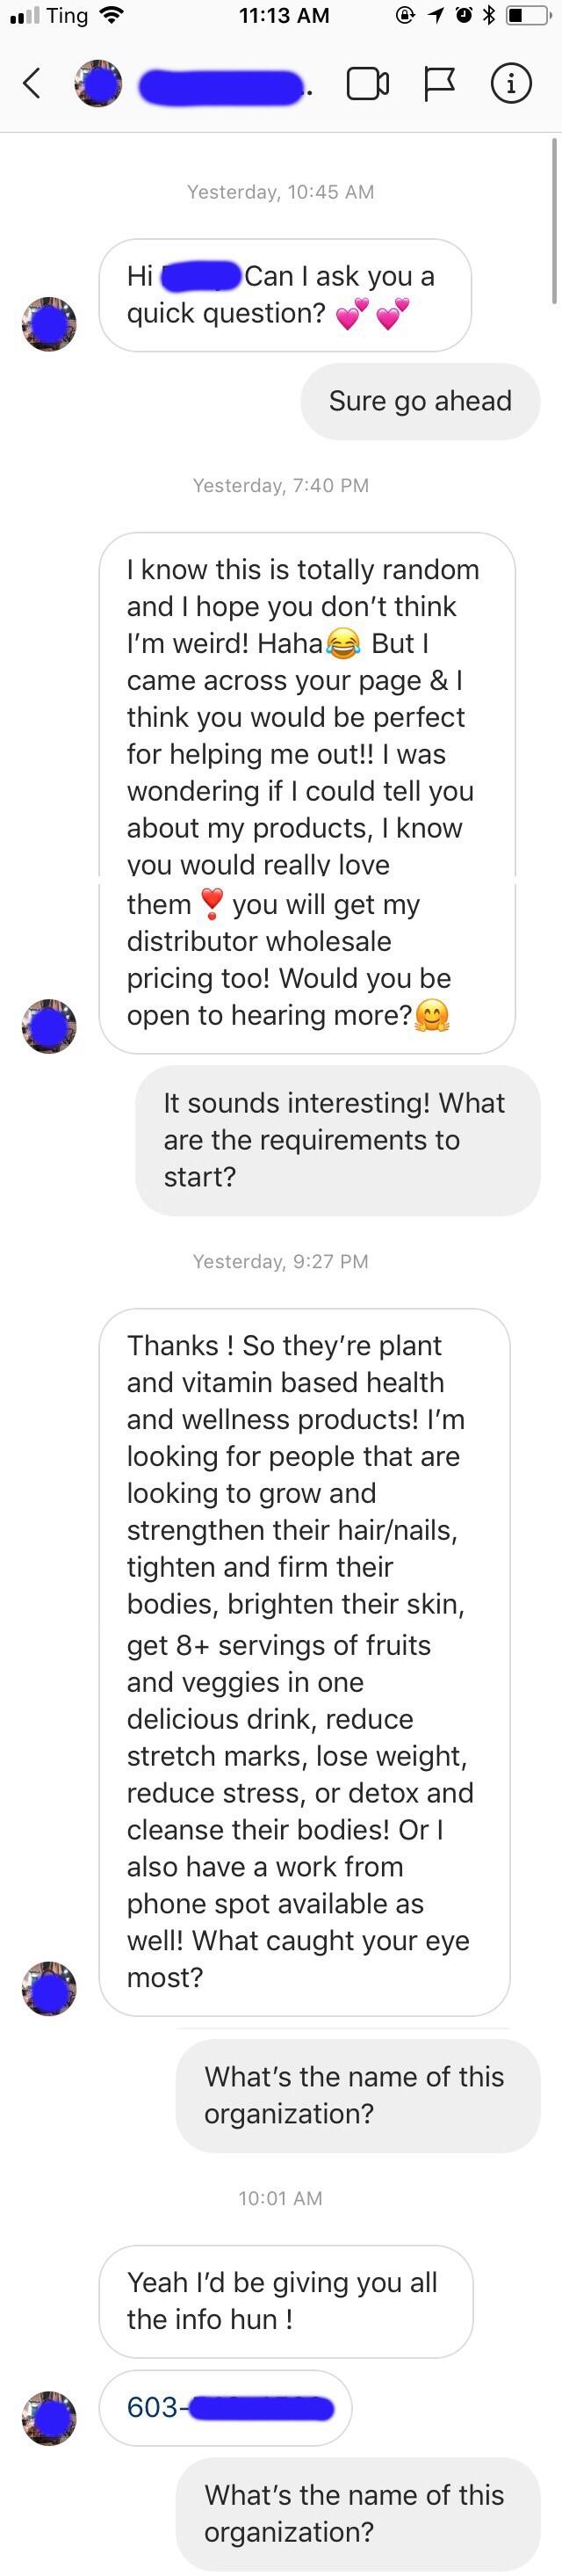 Ting 11:13 AM
Yesterday, 10:45 AM
Hi Can I ask you a
quick question? 💕 💕
Sure go ahead
Yesterday, 7:40 PM
I know this is totally random
and I hope you don't think
I'm weird! Haha😂 But I
came across your page & I
think you would be perfect
for helping me out!! I was
wondering if I could tell you
about my products, I know
you would really love
them ❣️ you will get my
distributor wholesale
pricing too! Would you be
open to hearing more?🤗
It sounds interesting! What
are the requirements to
start?
Yesterday, 9:27 PM
Thanks ! So they're plant
and vitamin based health
and wellness products! I'm
looking for people that are
looking to grow and
strengthen their hair/nails,
tighten and firm their
bodies, brighten their skin,
get 8+ servings of fruits
and veggies in one
delicious drink, reduce
stretch marks, lose weight,
reduce stress, or detox and
cleanse their bodies! Or I
also have a work from
phone spot available as
well! What caught your eye
most?
What's the name of this
organization?
10:01 AM
Yeah I'd be giving you all
the info hun !
603-
What's the name of this
organization?